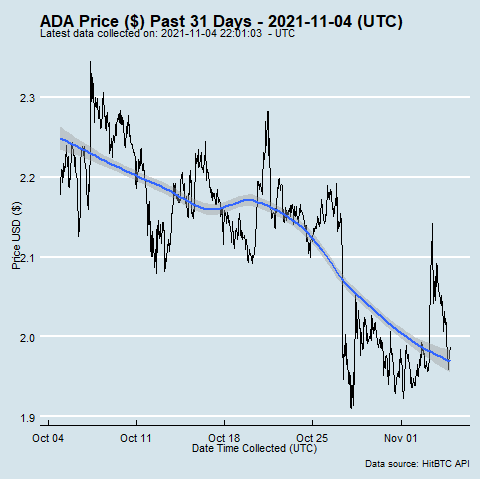 ADA Price ($) Past 31 Days - 2021-11-04 (UTC)
Latest data collected on: 2021-11-04 22:01:03  - UTC
Price USD ($)
2.3
2.2
2.1
2.0
1.9
Oct 04
Oct 11
Oct 18
Oct 25
Nov 01
Date Time Collected (UTC)
Data source: HitBTC API